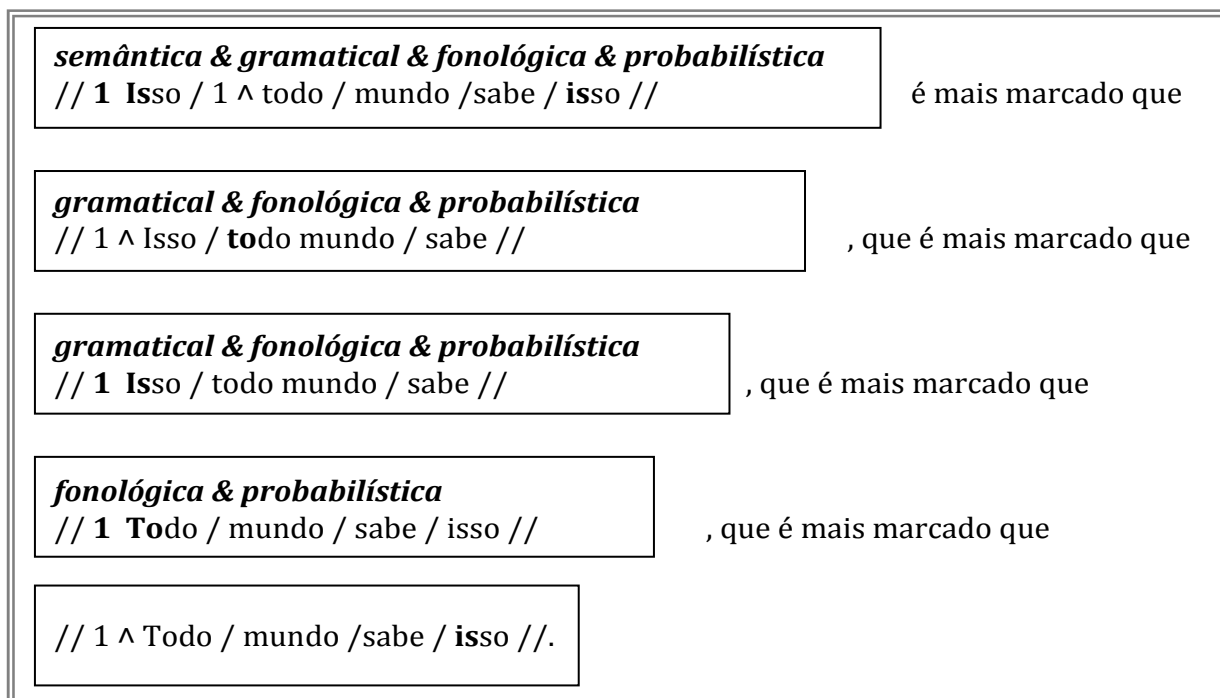 semântica & gramatical & fonológica & probabilística
// 1 Isso / 1 ʌ todo / mundo /sabe / isso // é mais marcado que
gramatical & fonológica & probabilística
// 1 ʌ Isso / todo mundo / sabe // , que é mais marcado que
gramatical & fonológica & probabilística
// 1 Isso / todo mundo / sabe // , que é mais marcado que
fonológica & probabilística
// 1 Todo / mundo / sabe / isso // , que é mais marcado que
// 1 ʌ Todo / mundo /sabe / isso //.